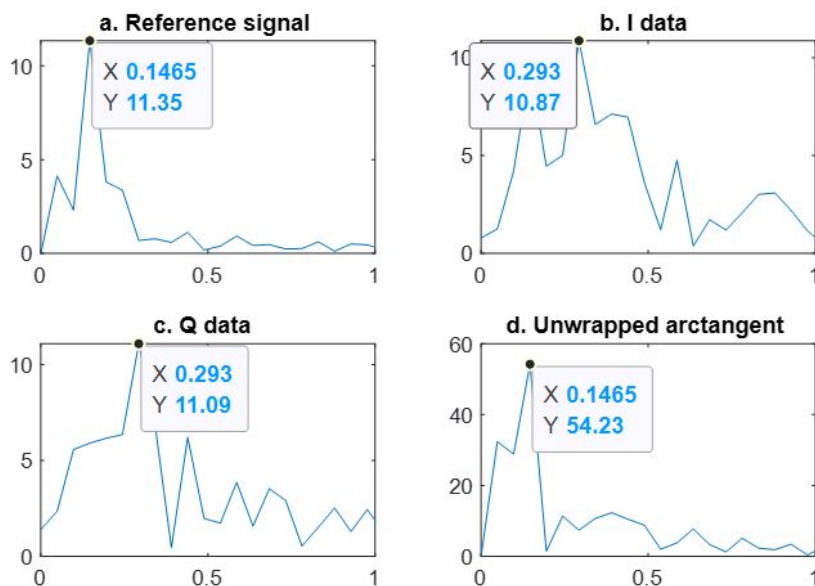 a. Reference signal
10
5
0
0
0.5
1
X 0.1465
Y 11.35
b. I data
10
5
0
0
0.5
1
X 0.293
Y 10.87
c. Q data
10
5
0
0
0.5
1
X 0.293
Y 11.09
d. Unwrapped arctangent
60
40
20
0
0
0.5
1
X 0.1465
Y 54.23